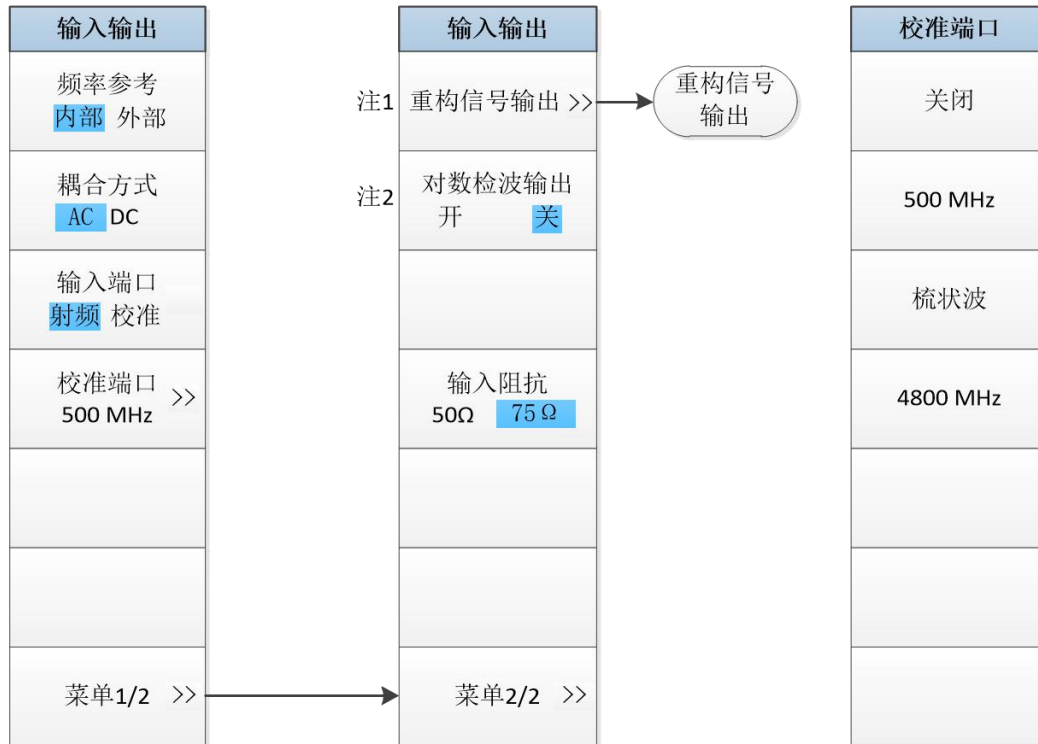 输入输出
频率参考
内部 外部
耦合方式
AC DC
输入端口
射频 校准
校准端口 >>
500 MHz
菜单1/2 >>
输入输出
注1 重构信号输出 >>
重构信号
输出
注2 对数检波输出
开 关
输入阻抗
50Ω 75Ω
菜单2/2 >>
校准端口
关闭
500 MHz
梳状波
4800 MHz